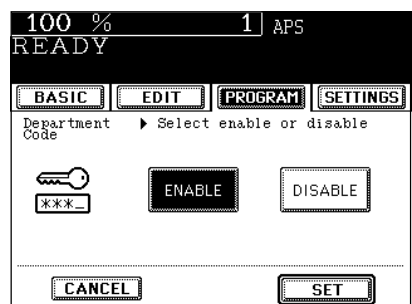 100 % 1 APS
READY
BASIC EDIT PROGRAM SETTINGS
Department Code ▶ Select enable or disable
***_
ENABLE DISABLE
CANCEL SET